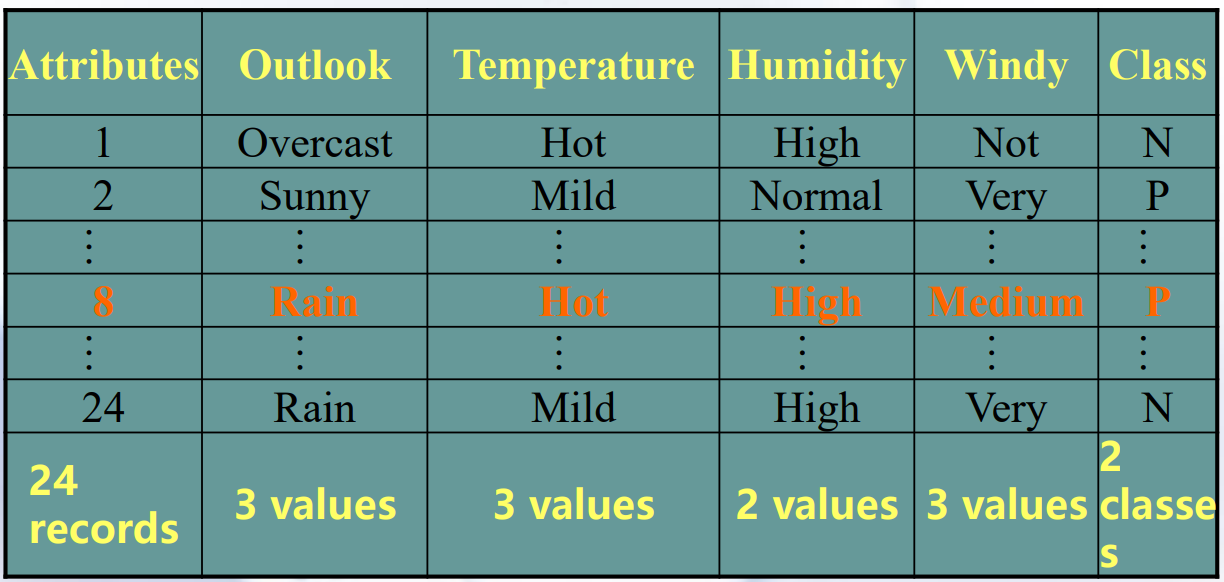 Attributes Outlook Temperature Humidity Windy Class
1 Overcast Hot High Not N
2 Sunny Mild Normal Very P
⋮ ⋮ ⋮ ⋮ ⋮ ⋮
8 Rain Hot High Medium P
⋮ ⋮ ⋮ ⋮ ⋮ ⋮
24 Rain Mild High Very N
24
records
3 values
3 values
2 values
3 values
2
classe
s